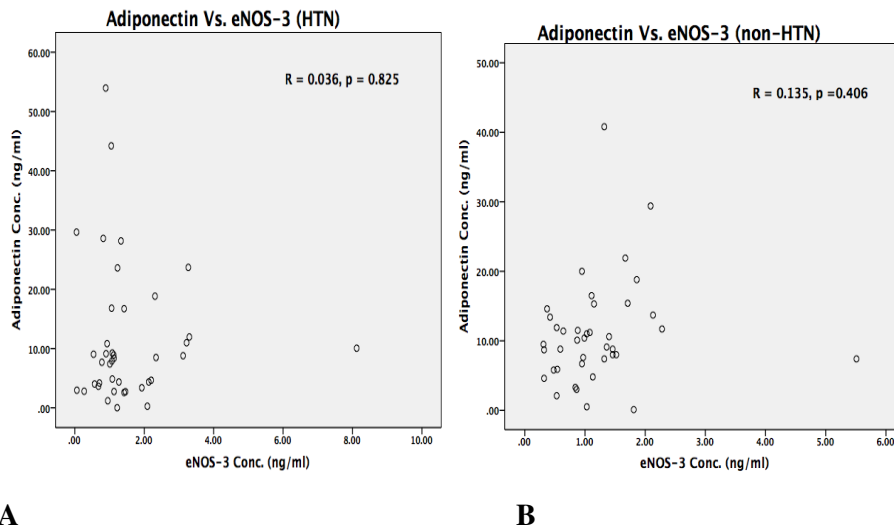 Adiponectin Vs. eNOS-3 (HTN)
R = 0.036, p = 0.825
Adiponectin Conc. (ng/ml)
60.00
50.00
40.00
30.00
20.00
10.00
.00
.00 2.00 4.00 6.00 8.00 10.00
eNOS-3 Conc. (ng/ml)
A
Adiponectin Vs. eNOS-3 (non-HTN)
R = 0.135, p =0.406
Adiponectin Conc. (ng/ml)
50.00
40.00
30.00
20.00
10.00
.00
.00 1.00 2.00 3.00 4.00 5.00 6.00
eNOS-3 Conc. (ng/ml)
B